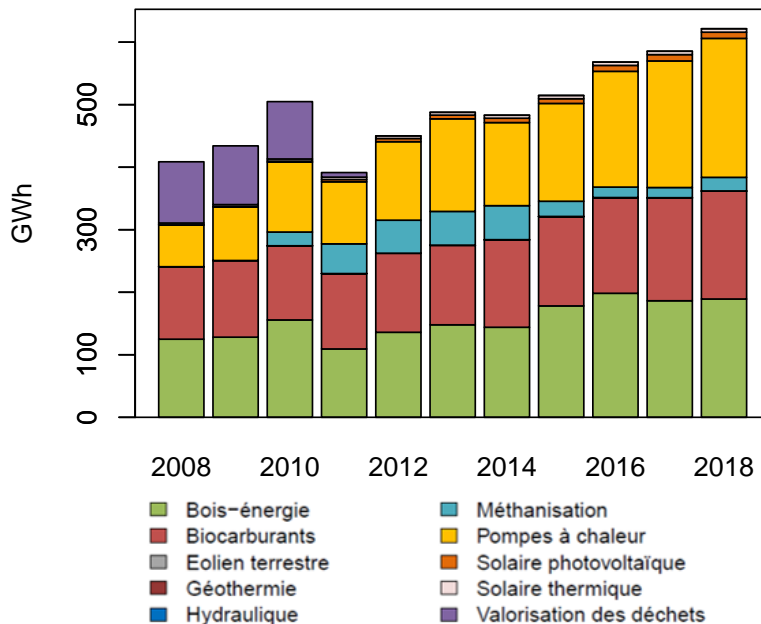 GWh
500
300
100
0
2008 2010 2012 2014 2016 2018
Bois−énergie
Biocarburants
Eolien terrestre
Géothermie
Hydraulique
Méthanisation
Pompes à chaleur
Solaire photovoltaïque
Solaire thermique
Valorisation des déchets